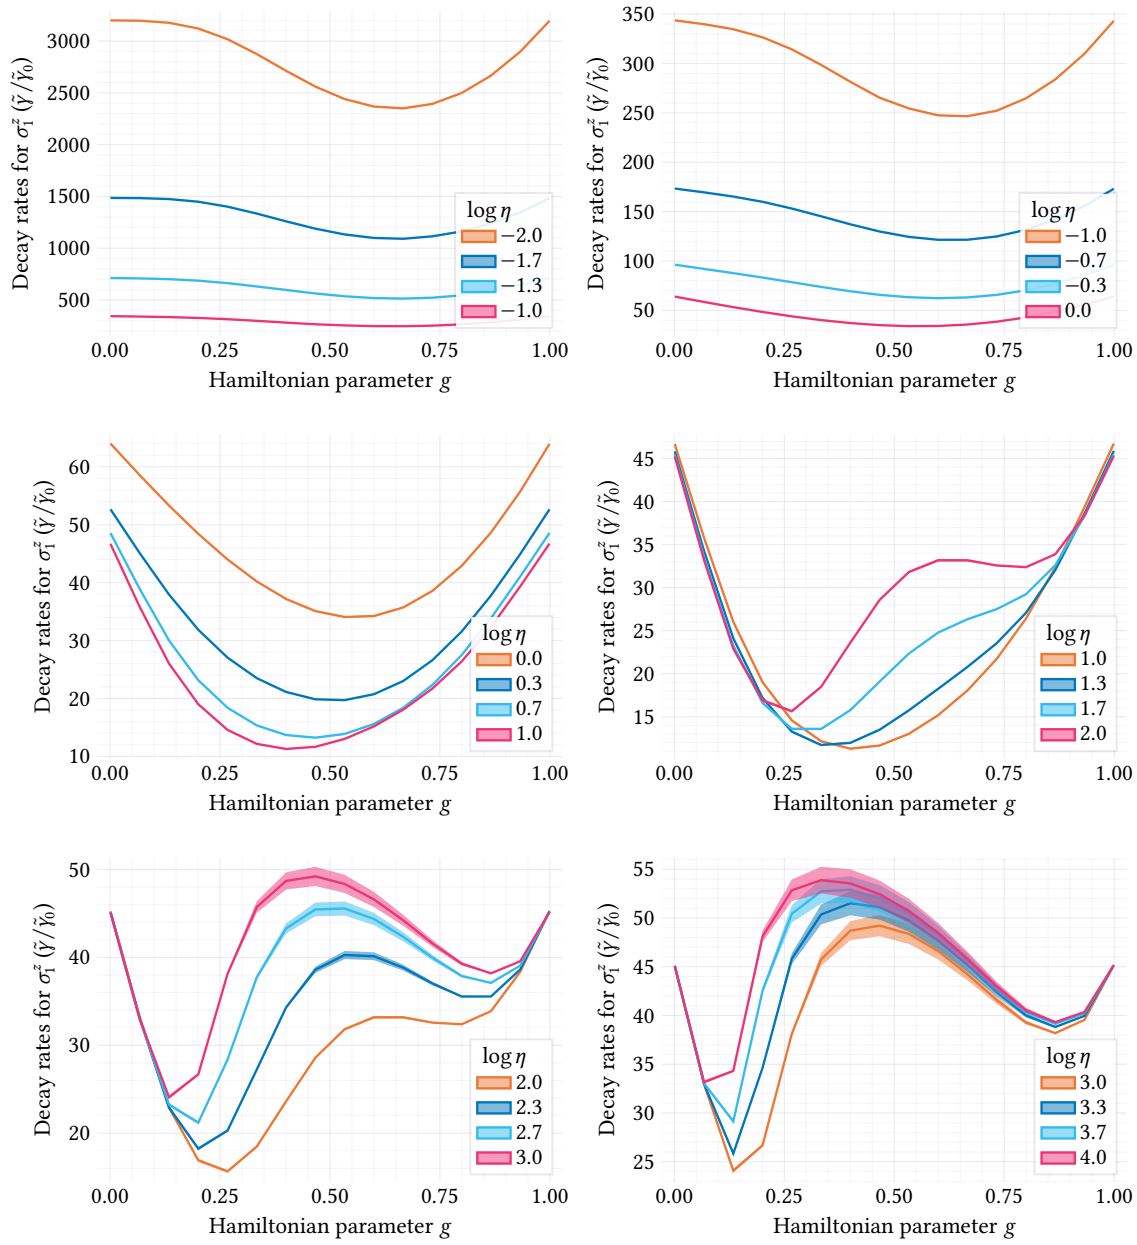 Decay rates for σ₁ᶻ (γ̃/γ̃₀)
3000
2500
2000
1500
1000
500
log η
−2.0
−1.7
−1.3
−1.0
0.00 0.25 0.50 0.75 1.00
Hamiltonian parameter g
Decay rates for σ₁ᶻ (γ̃/γ̃₀)
350
300
250
200
150
100
50
log η
−1.0
−0.7
−0.3
0.0
0.00 0.25 0.50 0.75 1.00
Hamiltonian parameter g
Decay rates for σ₁ᶻ (γ̃/γ̃₀)
60
50
40
30
20
10
log η
0.0
0.3
0.7
1.0
0.00 0.25 0.50 0.75 1.00
Hamiltonian parameter g
Decay rates for σ₁ᶻ (γ̃/γ̃₀)
45
40
35
30
25
20
15
log η
1.0
1.3
1.7
2.0
0.00 0.25 0.50 0.75 1.00
Hamiltonian parameter g
Decay rates for σ₁ᶻ (γ̃/γ̃₀)
50
40
30
20
log η
2.0
2.3
2.7
3.0
0.00 0.25 0.50 0.75 1.00
Hamiltonian parameter g
Decay rates for σ₁ᶻ (γ̃/γ̃₀)
55
50
45
40
35
30
25
log η
3.0
3.3
3.7
4.0
0.00 0.25 0.50 0.75 1.00
Hamiltonian parameter g